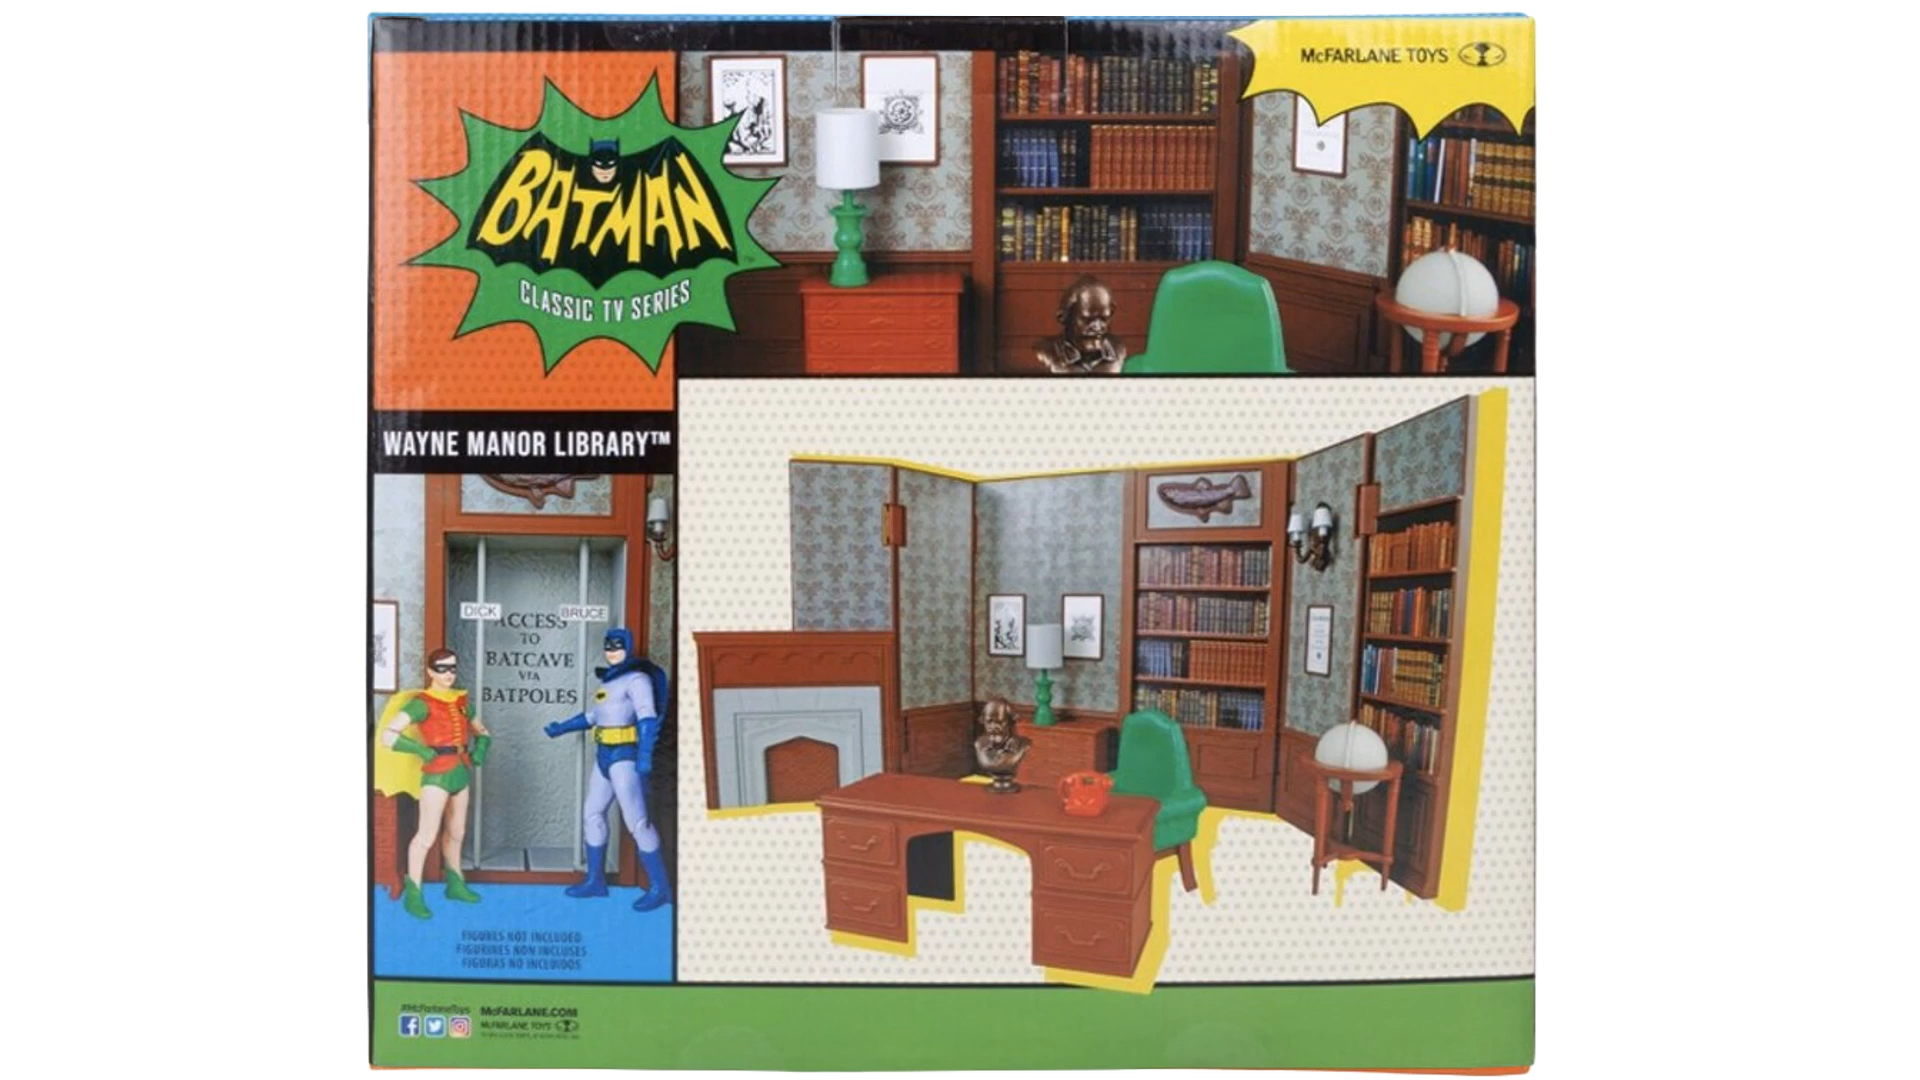 McFARLANE TOYS
BATMAN
CLASSIC TV SERIES
WAYNE MANOR LIBRARY™
DICK
BRUCE
ACCESS
TO
BATCAVE
VIA
BATPOLES
FIGURES NOT INCLUDED
FIGURINES NON INCLUSES
FIGURAS NO INCLUIDOS
#McFarlaneToys
McFARLANE.COM
McFARLANE TOYS